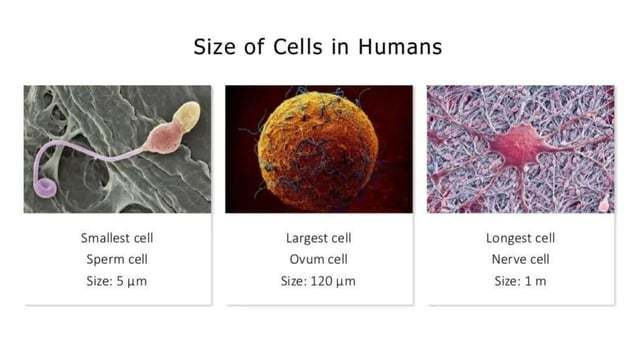 Size of Cells in Humans
Smallest cell
Sperm cell
Size: 5 μm
Largest cell
Ovum cell
Size: 120 μm
Longest cell
Nerve cell
Size: 1 m